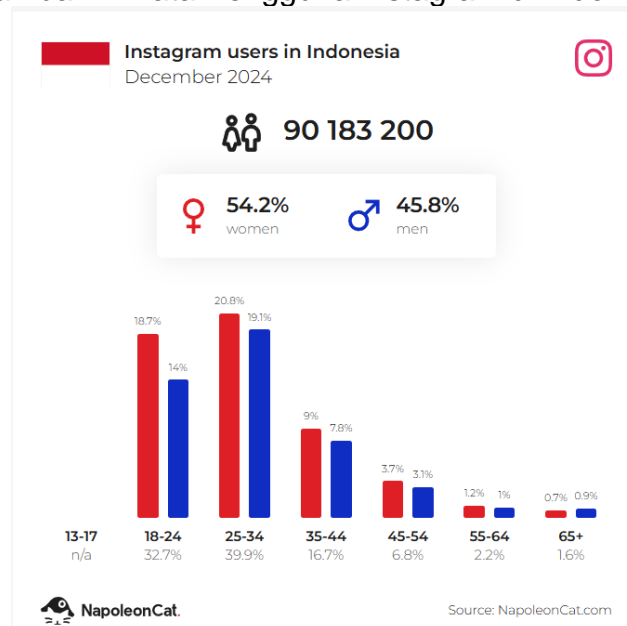 Instagram users in Indonesia
December 2024
90 183 200
54.2%
women
45.8%
men
18.7%
14%
20.8%
19.1%
9%
7.8%
3.7%
3.1%
1.2%
1%
0.7%
0.9%
13-17 18-24 25-34 35-44 45-54 55-64 65+
n/a 32.7% 39.9% 16.7% 6.8% 2.2% 1.6%
NapoleonCat.
Source: NapoleonCat.com